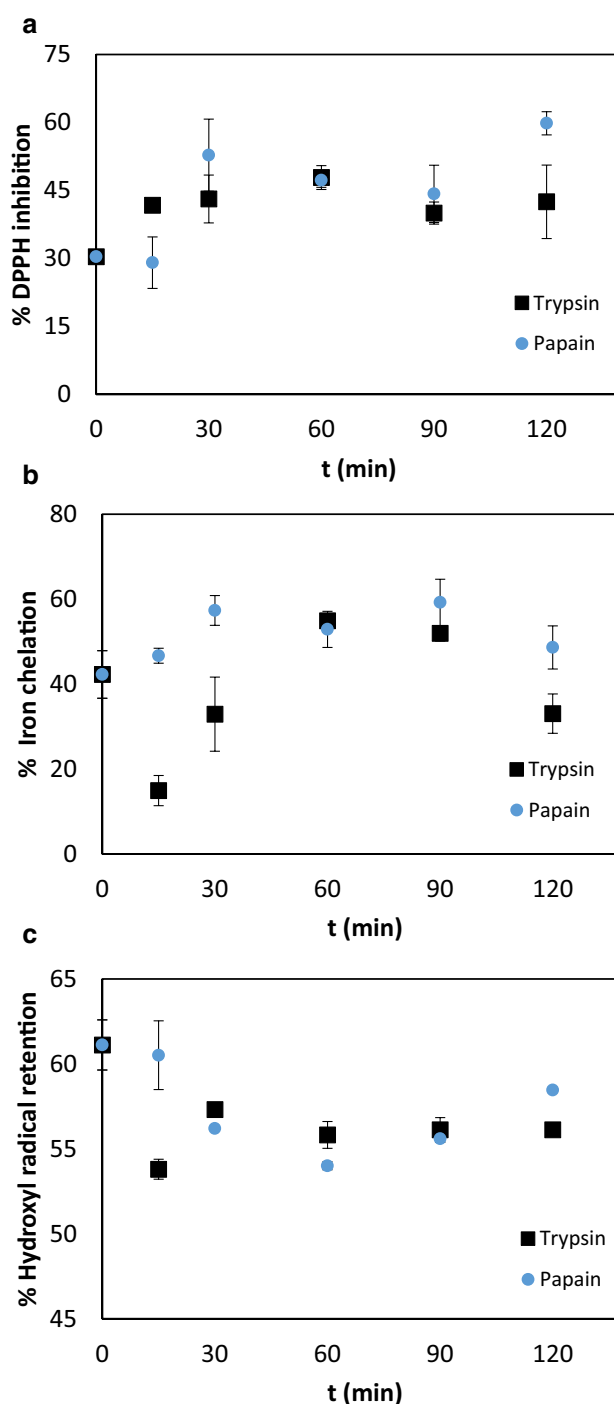 a
% DPPH inhibition
75
60
45
30
15
0
Trypsin
Papain
0 30 60 90 120
t (min)
b
% Iron chelation
80
60
40
20
0
Trypsin
Papain
0 30 60 90 120
t (min)
c
% Hydroxyl radical retention
65
60
55
50
45
Trypsin
Papain
0 30 60 90 120
t (min)